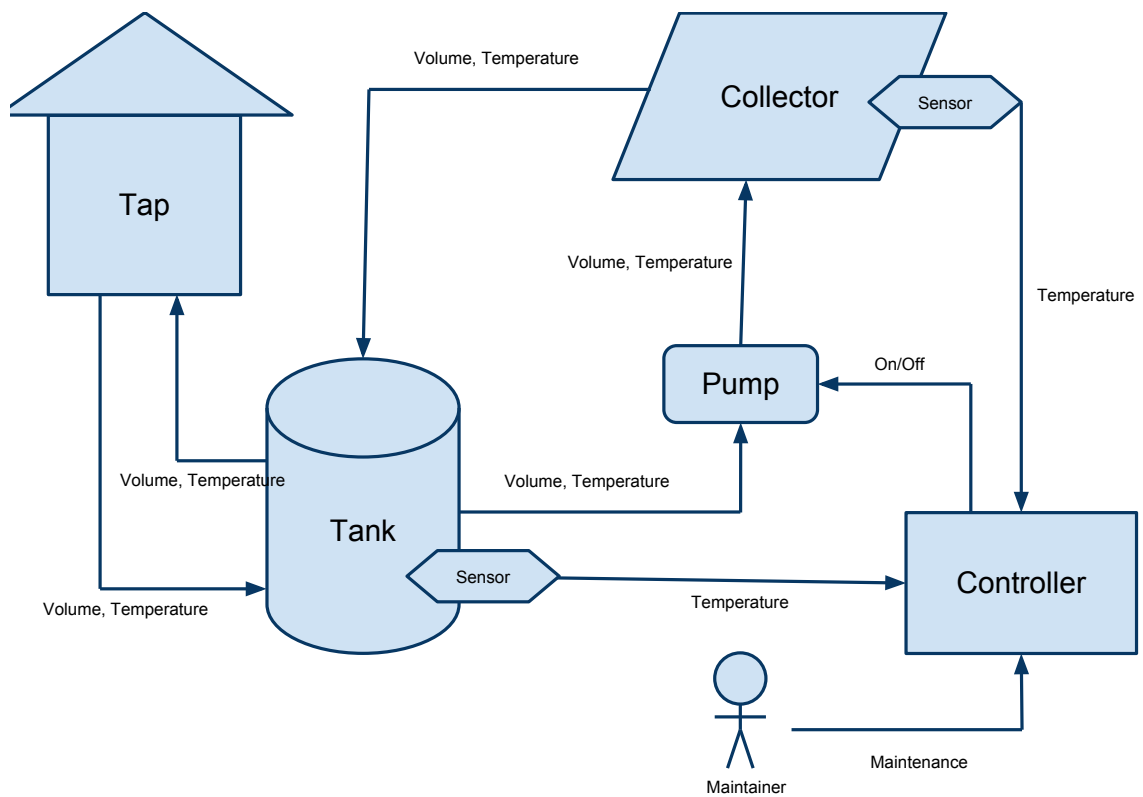 Volume, Temperature
Collector
Sensor
Tap
Volume, Temperature
Temperature
On/Off
Pump
Volume, Temperature
Volume, Temperature
Tank
Sensor
Temperature
Controller
Volume, Temperature
Maintenance
Maintainer